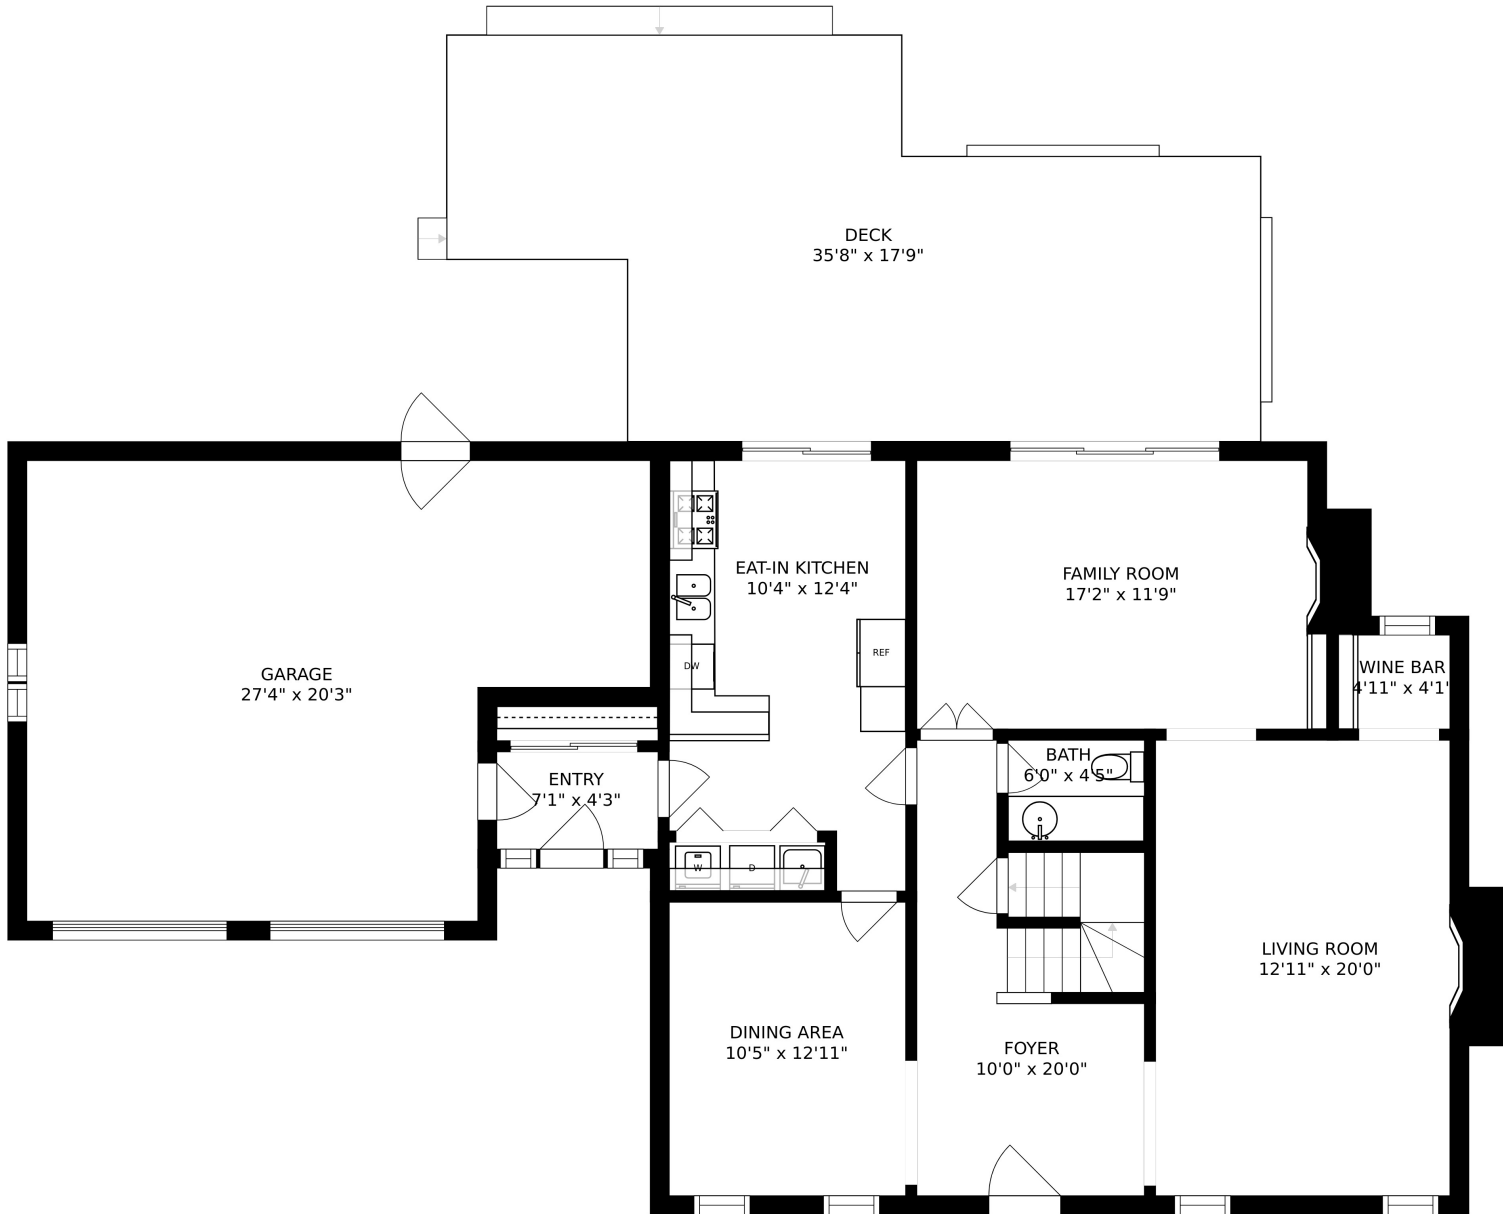 DECK
35'8" x 17'9"
EAT-IN KITCHEN
10'4" x 12'4"
FAMILY ROOM
17'2" x 11'9"
REF
DW
GARAGE
27'4" x 20'3"
WINE BAR
4'11" x 4'1"
BATH
6'0" x 4'5"
ENTRY
7'1" x 4'3"
W
D
LIVING ROOM
12'11" x 20'0"
DINING AREA
10'5" x 12'11"
FOYER
10'0" x 20'0"